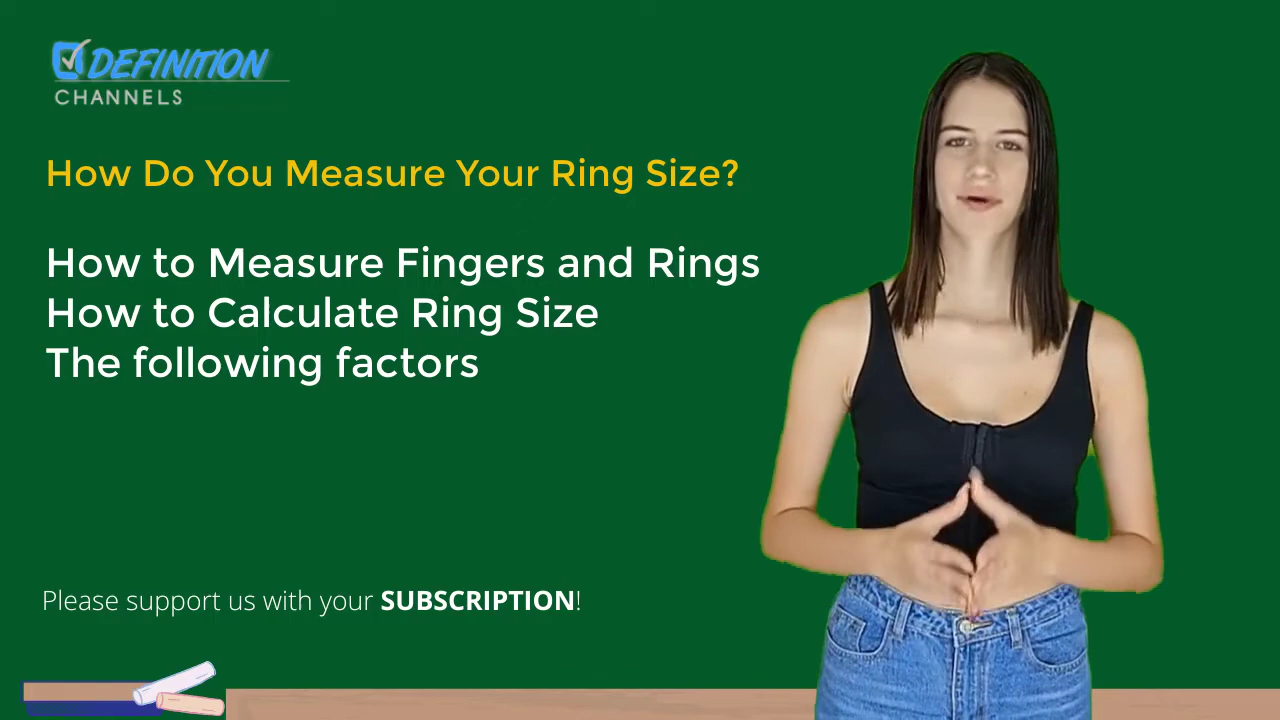 DEFINITION
CHANNELS
How Do You Measure Your Ring Size?
How to Measure Fingers and Rings
How to Calculate Ring Size
The following factors
Please support us with your SUBSCRIPTION!